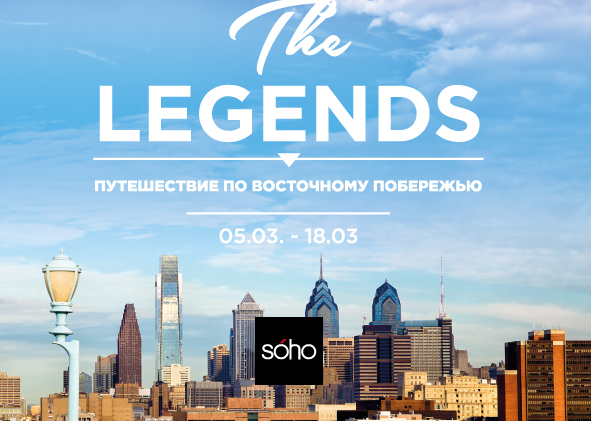 The
LEGENDS
ПУТЕШЕСТВИЕ ПО ВОСТОЧНОМУ ПОБЕРЕЖЬЮ
05.03. - 18.03
sóho